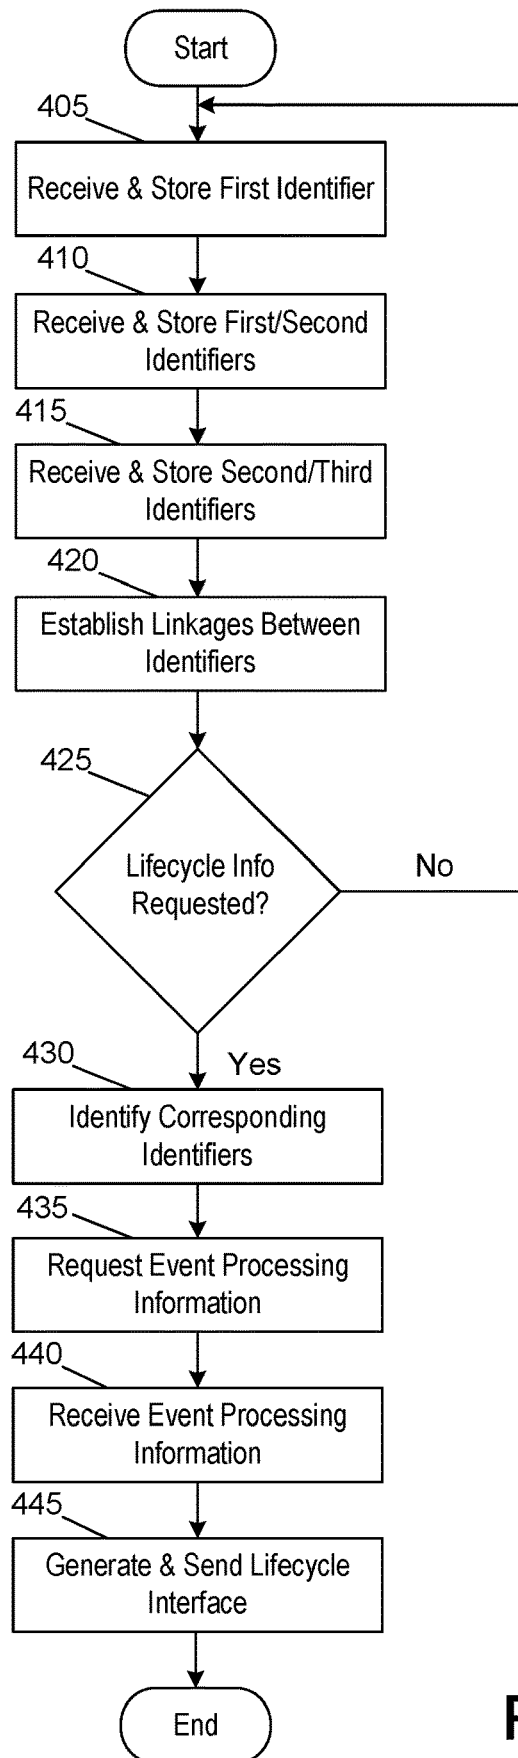 Start
405
Receive & Store First Identifier
410
Receive & Store First/Second
Identifiers
415
Receive & Store Second/Third
Identifiers
420
Establish Linkages Between
Identifiers
425
Lifecycle Info
Requested?
No
Yes
430
Identify Corresponding
Identifiers
435
Request Event Processing
Information
440
Receive Event Processing
Information
445
Generate & Send Lifecycle
Interface
End